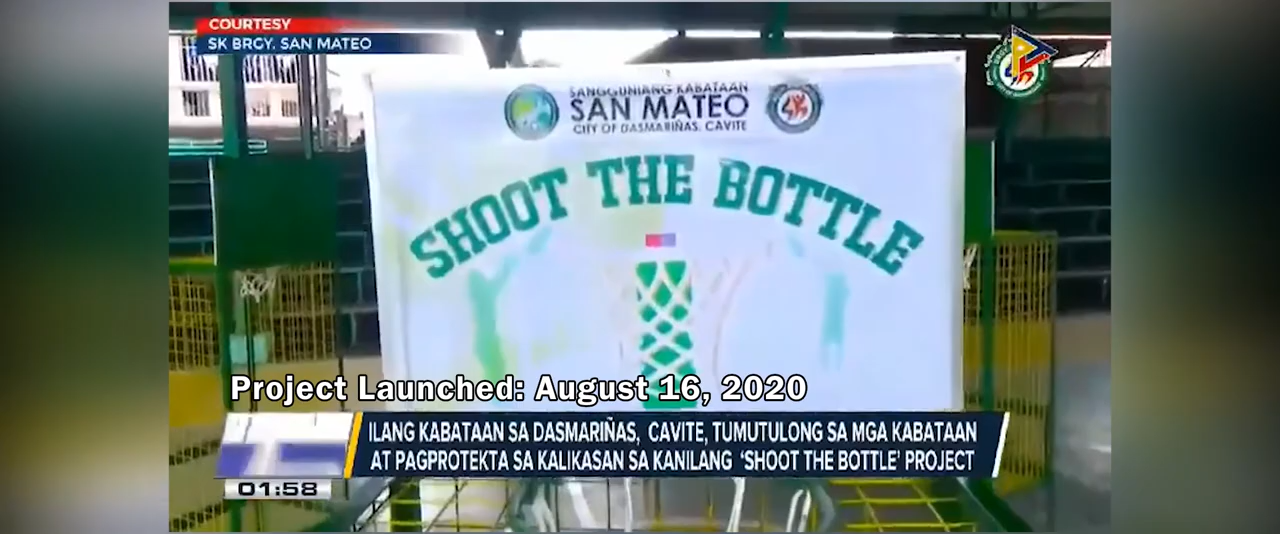 COURTESY
SK BRGY. SAN MATEO
SANGGUNIANG KABATAAN
SAN MATEO
CITY OF DASMARIÑAS, CAVITE
SHOOT THE BOTTLE
Project Launched: August 16, 2020
ILANG KABATAAN SA DASMARIÑAS, CAVITE, TUMUTULONG SA MGA KABATAAN
AT PAGPROTEKTA SA KALIKASAN SA KANILANG ‘SHOOT THE BOTTLE’ PROJECT
01:58